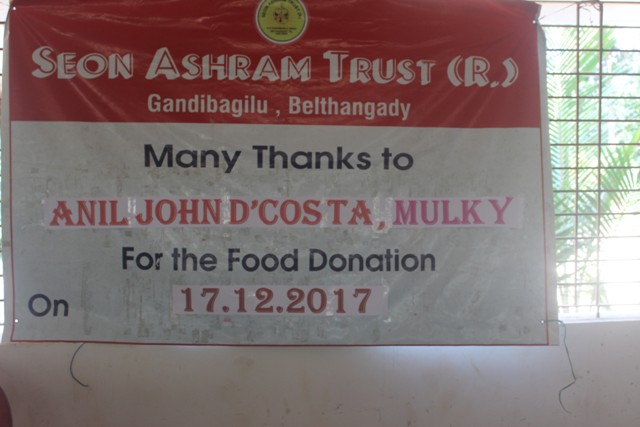 SEON ASHRAM TRUST (R.)
Gandibagilu , Belthangady
Many Thanks to
ANIL JOHN D'COSTA, MULKY
For the Food Donation
On 17.12.2017